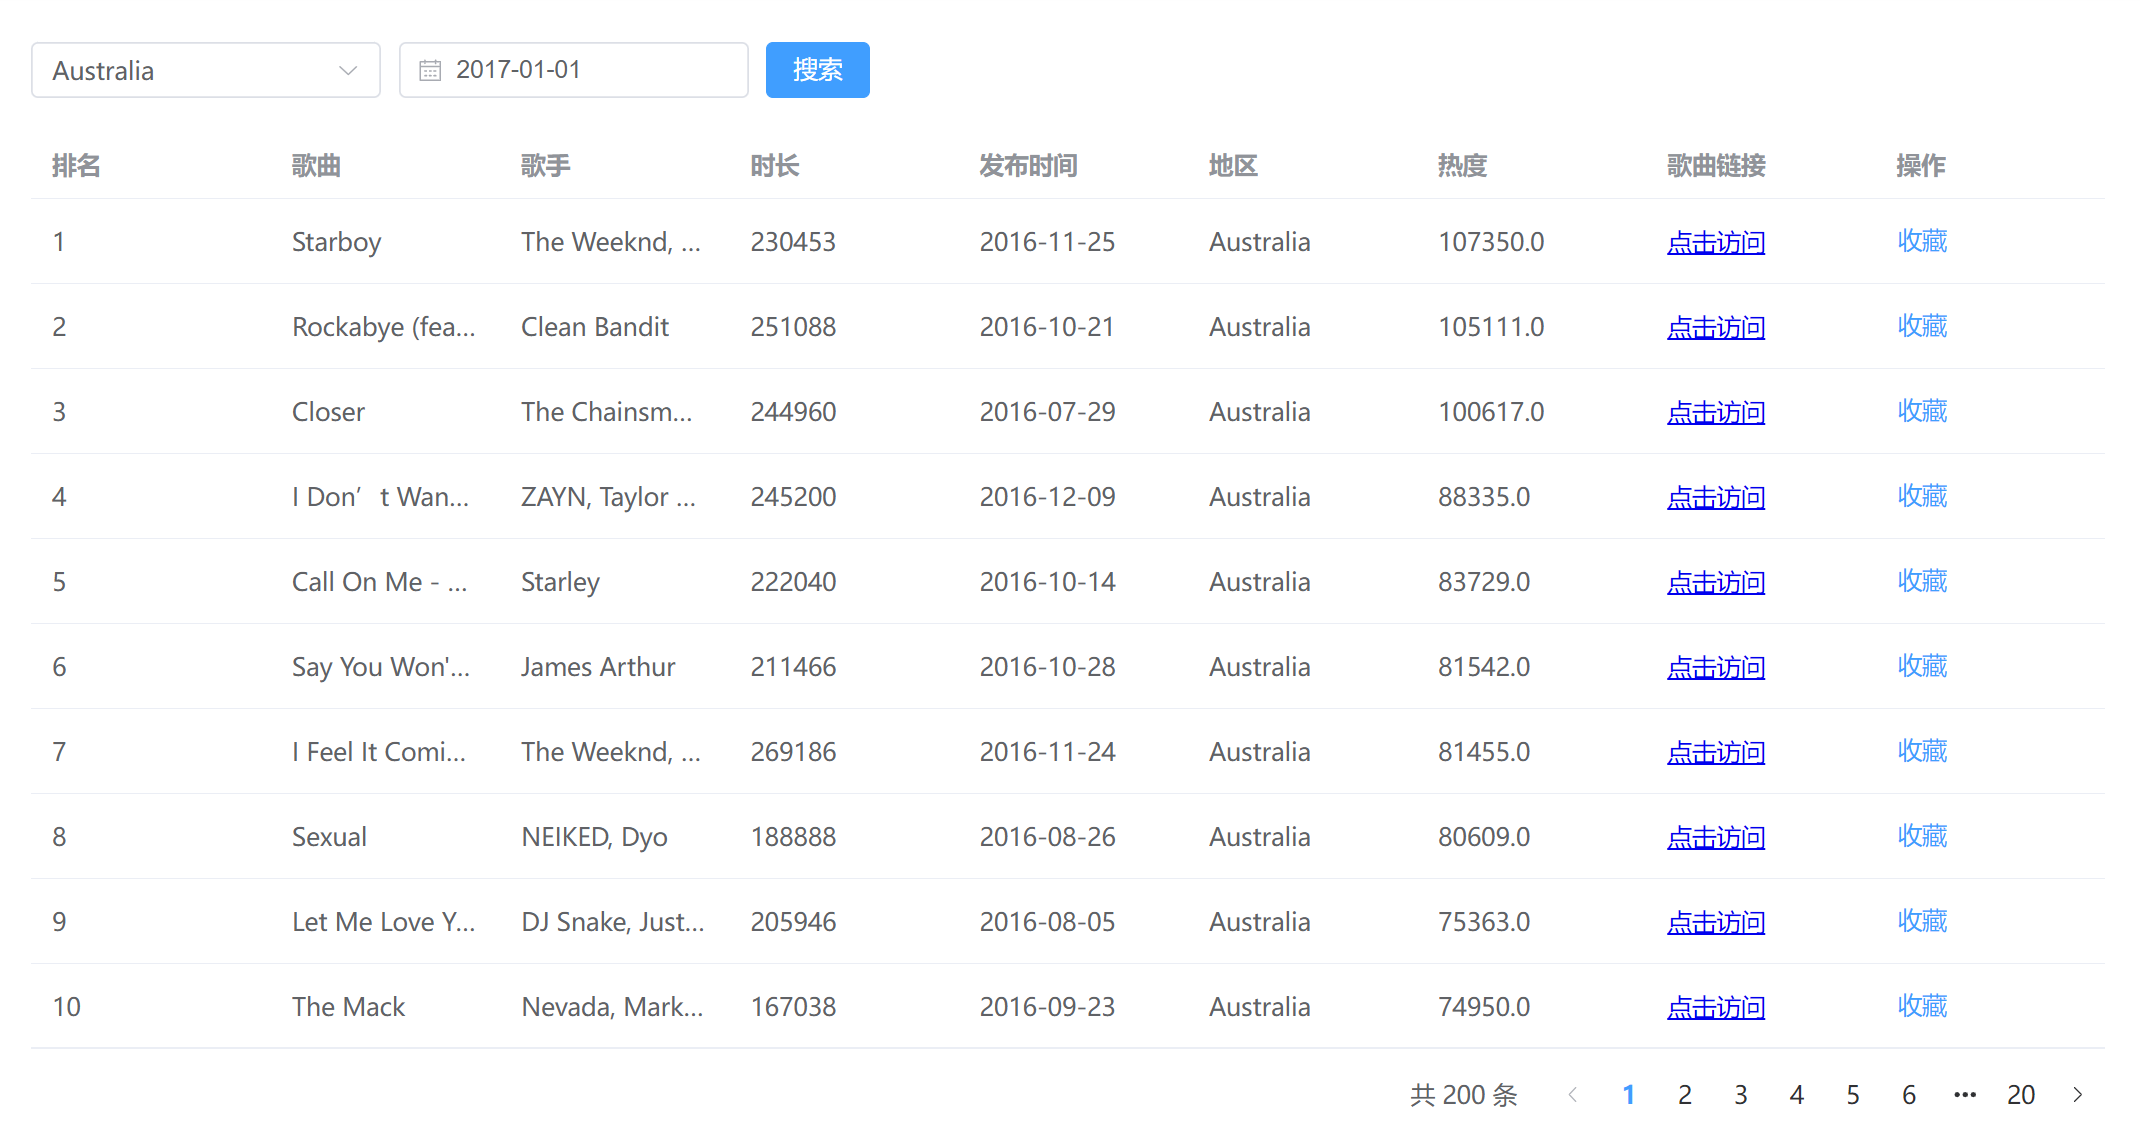 Australia 2017-01-01 搜索
排名 歌曲 歌手 时长 发布时间 地区 热度 歌曲链接 操作
1 Starboy The Weeknd, ... 230453 2016-11-25 Australia 107350.0 点击访问 收藏
2 Rockabye (fea... Clean Bandit 251088 2016-10-21 Australia 105111.0 点击访问 收藏
3 Closer The Chainsm... 244960 2016-07-29 Australia 100617.0 点击访问 收藏
4 I Don’t Wan... ZAYN, Taylor ... 245200 2016-12-09 Australia 88335.0 点击访问 收藏
5 Call On Me - ... Starley 222040 2016-10-14 Australia 83729.0 点击访问 收藏
6 Say You Won'... James Arthur 211466 2016-10-28 Australia 81542.0 点击访问 收藏
7 I Feel It Comi... The Weeknd, ... 269186 2016-11-24 Australia 81455.0 点击访问 收藏
8 Sexual NEIKED, Dyo 188888 2016-08-26 Australia 80609.0 点击访问 收藏
9 Let Me Love Y... DJ Snake, Just... 205946 2016-08-05 Australia 75363.0 点击访问 收藏
10 The Mack Nevada, Mark... 167038 2016-09-23 Australia 74950.0 点击访问 收藏
共 200 条 < 1 2 3 4 5 6 ••• 20 >